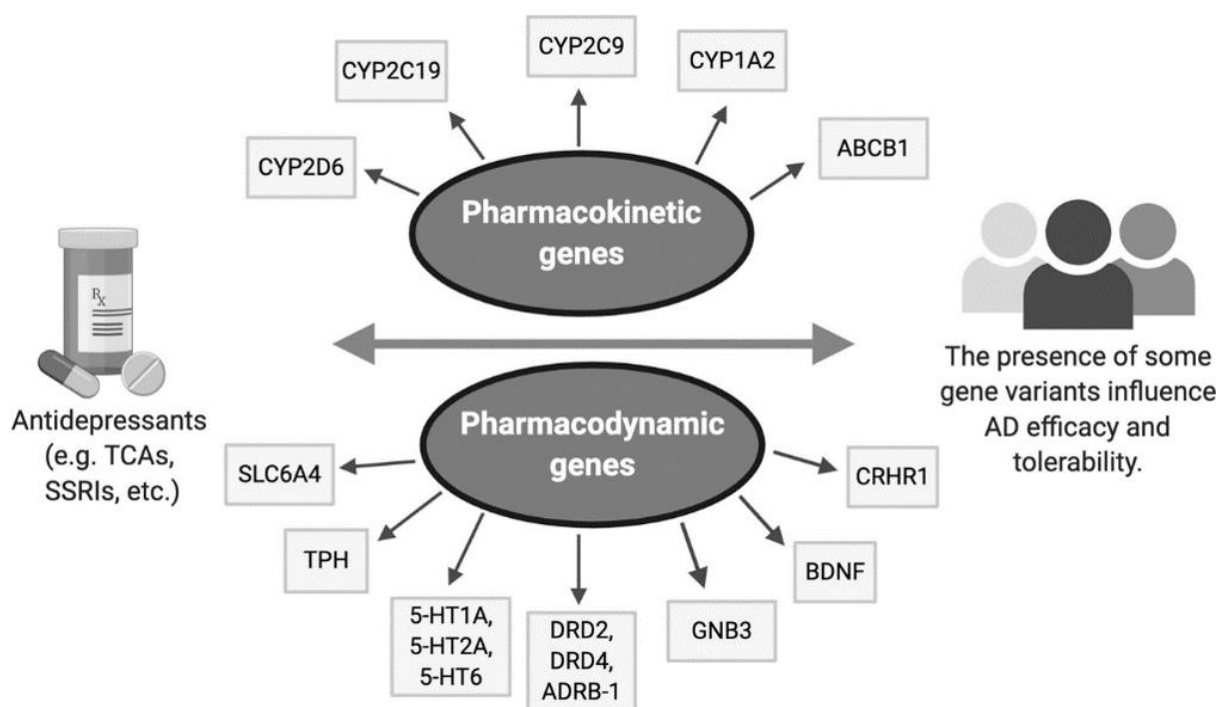 CYP2C9
CYP2C19
CYP1A2
CYP2D6
ABCB1
Pharmacokinetic
genes
Rx
Antidepressants
(e.g. TCAs,
SSRIs, etc.)
The presence of some
gene variants influence
AD efficacy and
tolerability.
Pharmacodynamic
genes
SLC6A4
CRHR1
TPH
BDNF
5-HT1A,
5-HT2A,
5-HT6
DRD2,
DRD4,
ADRB-1
GNB3